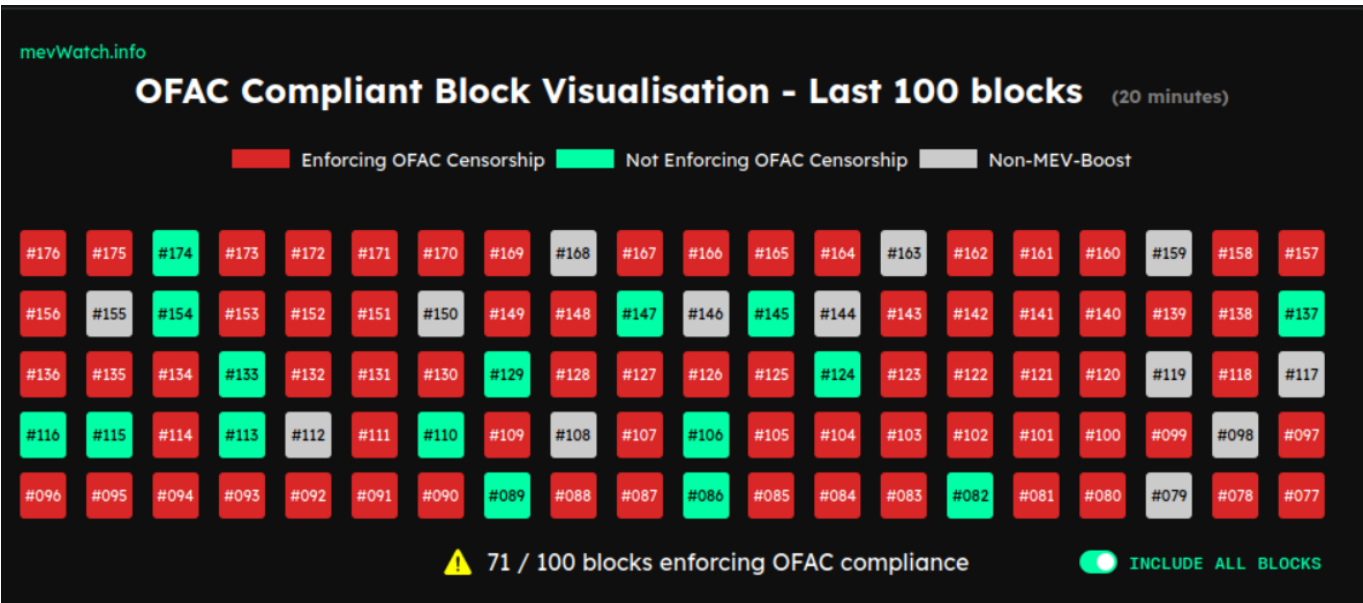 mevWatch.info
OFAC Compliant Block Visualisation - Last 100 blocks (20 minutes)
Enforcing OFAC Censorship Not Enforcing OFAC Censorship Non-MEV-Boost
#176 #175 #174 #173 #172 #171 #170 #169 #168 #167 #166 #165 #164 #163 #162 #161 #160 #159 #158 #157
#156 #155 #154 #153 #152 #151 #150 #149 #148 #147 #146 #145 #144 #143 #142 #141 #140 #139 #138 #137
#136 #135 #134 #133 #132 #131 #130 #129 #128 #127 #126 #125 #124 #123 #122 #121 #120 #119 #118 #117
#116 #115 #114 #113 #112 #111 #110 #109 #108 #107 #106 #105 #104 #103 #102 #101 #100 #099 #098 #097
#096 #095 #094 #093 #092 #091 #090 #089 #088 #087 #086 #085 #084 #083 #082 #081 #080 #079 #078 #077
71 / 100 blocks enforcing OFAC compliance INCLUDE ALL BLOCKS